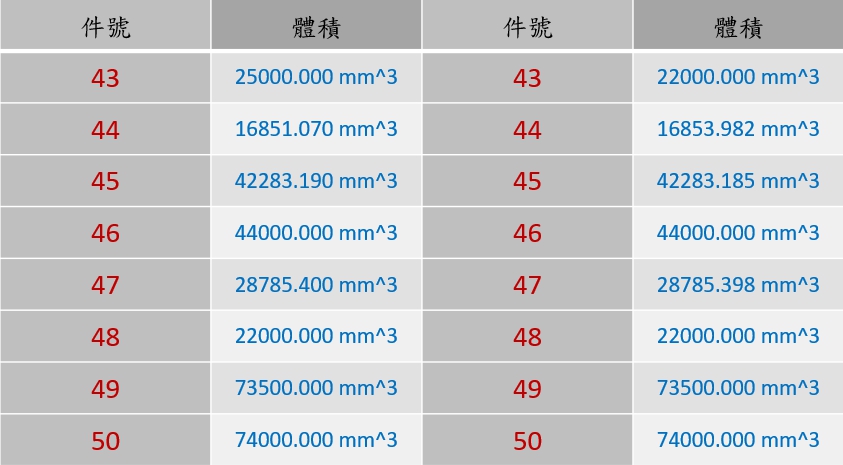 件號 體積 件號 體積
43 25000.000 mm^3 43 22000.000 mm^3
44 16851.070 mm^3 44 16853.982 mm^3
45 42283.190 mm^3 45 42283.185 mm^3
46 44000.000 mm^3 46 44000.000 mm^3
47 28785.400 mm^3 47 28785.398 mm^3
48 22000.000 mm^3 48 22000.000 mm^3
49 73500.000 mm^3 49 73500.000 mm^3
50 74000.000 mm^3 50 74000.000 mm^3